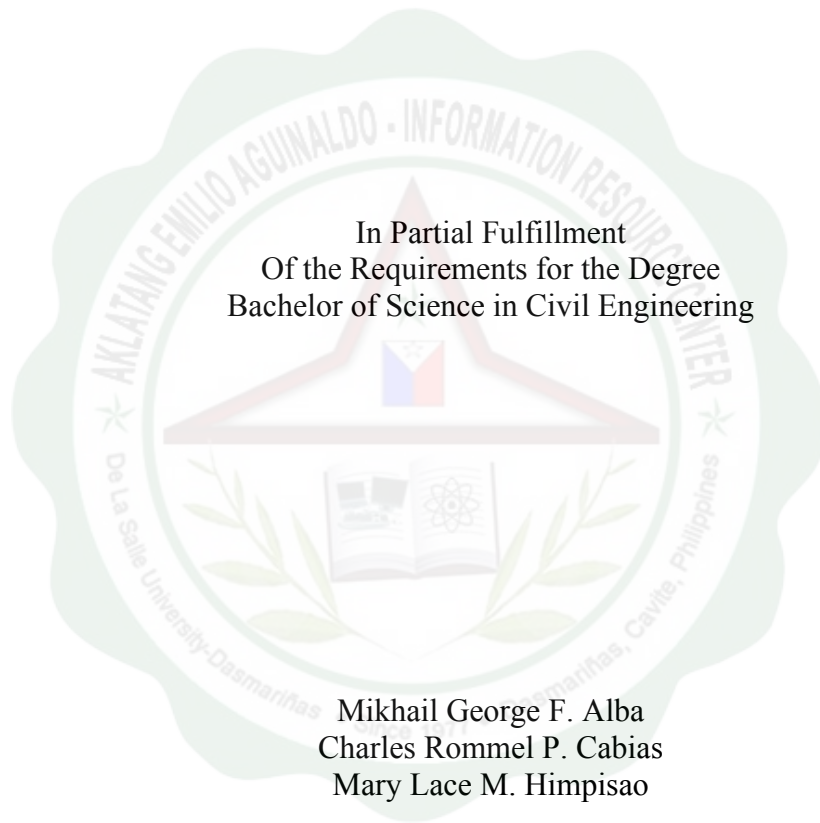 AKLATANG EMILIO AGUINALDO - INFORMATION RESOURCE CENTER
In Partial Fulfillment
Of the Requirements for the Degree
Bachelor of Science in Civil Engineering
Mikhail George F. Alba
Charles Rommel P. Cabias
Mary Lace M. Himpisao
De La Salle University-Dasmariñas Since 1977 Dasmariñas, Cavite, Philippines